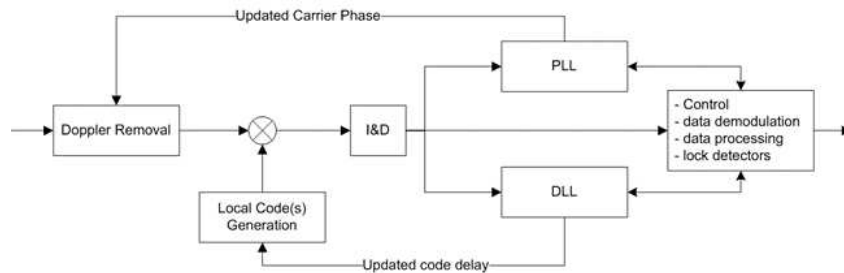 Updated Carrier Phase
PLL
Doppler Removal
I&D
- Control
- data demodulation
- data processing
- lock detectors
Local Code(s)
Generation
DLL
Updated code delay